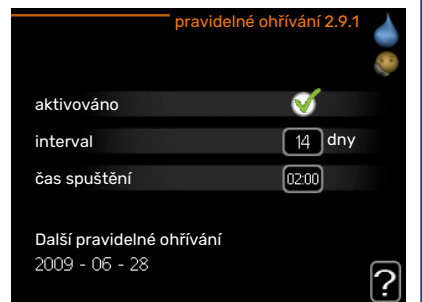 pravidelné ohřívání 2.9.1
aktivováno
interval 14 dny
čas spuštění 02:00
Další pravidelné ohřívání
2009 - 06 - 28
?